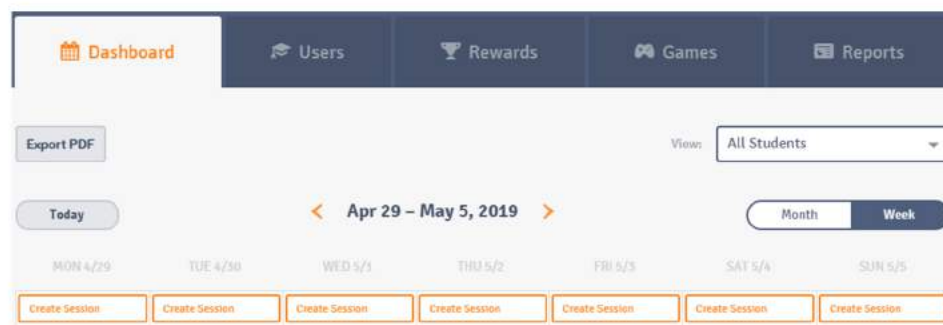 Dashboard Users Rewards Games Reports
Export PDF View: All Students
Today Apr 29 – May 5, 2019 Month Week
MON 4/29 TUE 4/30 WED 5/1 THU 5/2 FRI 5/3 SAT 5/4 SUN 5/5
Create Session Create Session Create Session Create Session Create Session Create Session Create Session